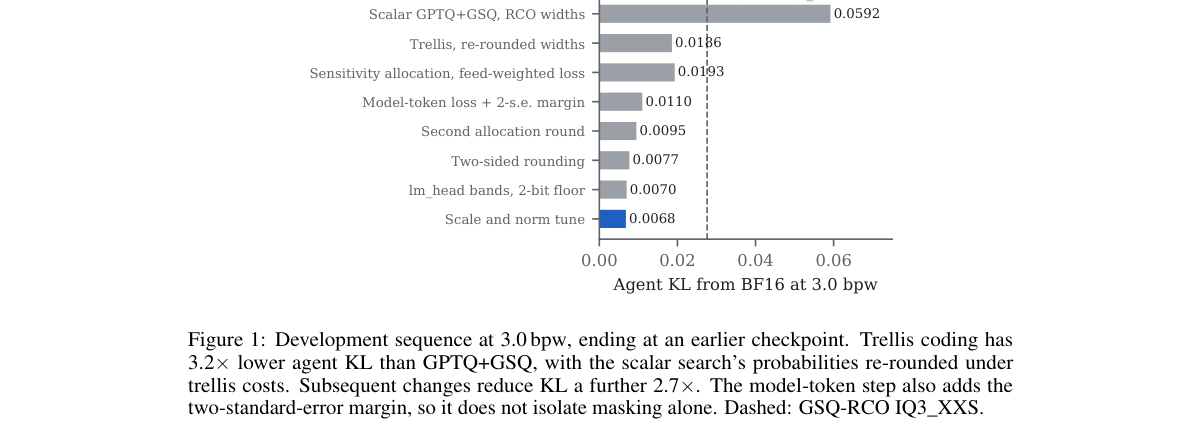 Scalar GPTQ+GSQ, RCO widths 0.0592
Trellis, re-rounded widths 0.0186
Sensitivity allocation, feed-weighted loss 0.0193
Model-token loss + 2-s.e. margin 0.0110
Second allocation round 0.0095
Two-sided rounding 0.0077
lm_head bands, 2-bit floor 0.0070
Scale and norm tune 0.0068
0.00 0.02 0.04 0.06
Agent KL from BF16 at 3.0 bpw
Figure 1: Development sequence at 3.0 bpw, ending at an earlier checkpoint. Trellis coding has
3.2× lower agent KL than GPTQ+GSQ, with the scalar search's probabilities re-rounded under
trellis costs. Subsequent changes reduce KL a further 2.7×. The model-token step also adds the
two-standard-error margin, so it does not isolate masking alone. Dashed: GSQ-RCO IQ3_XXS.